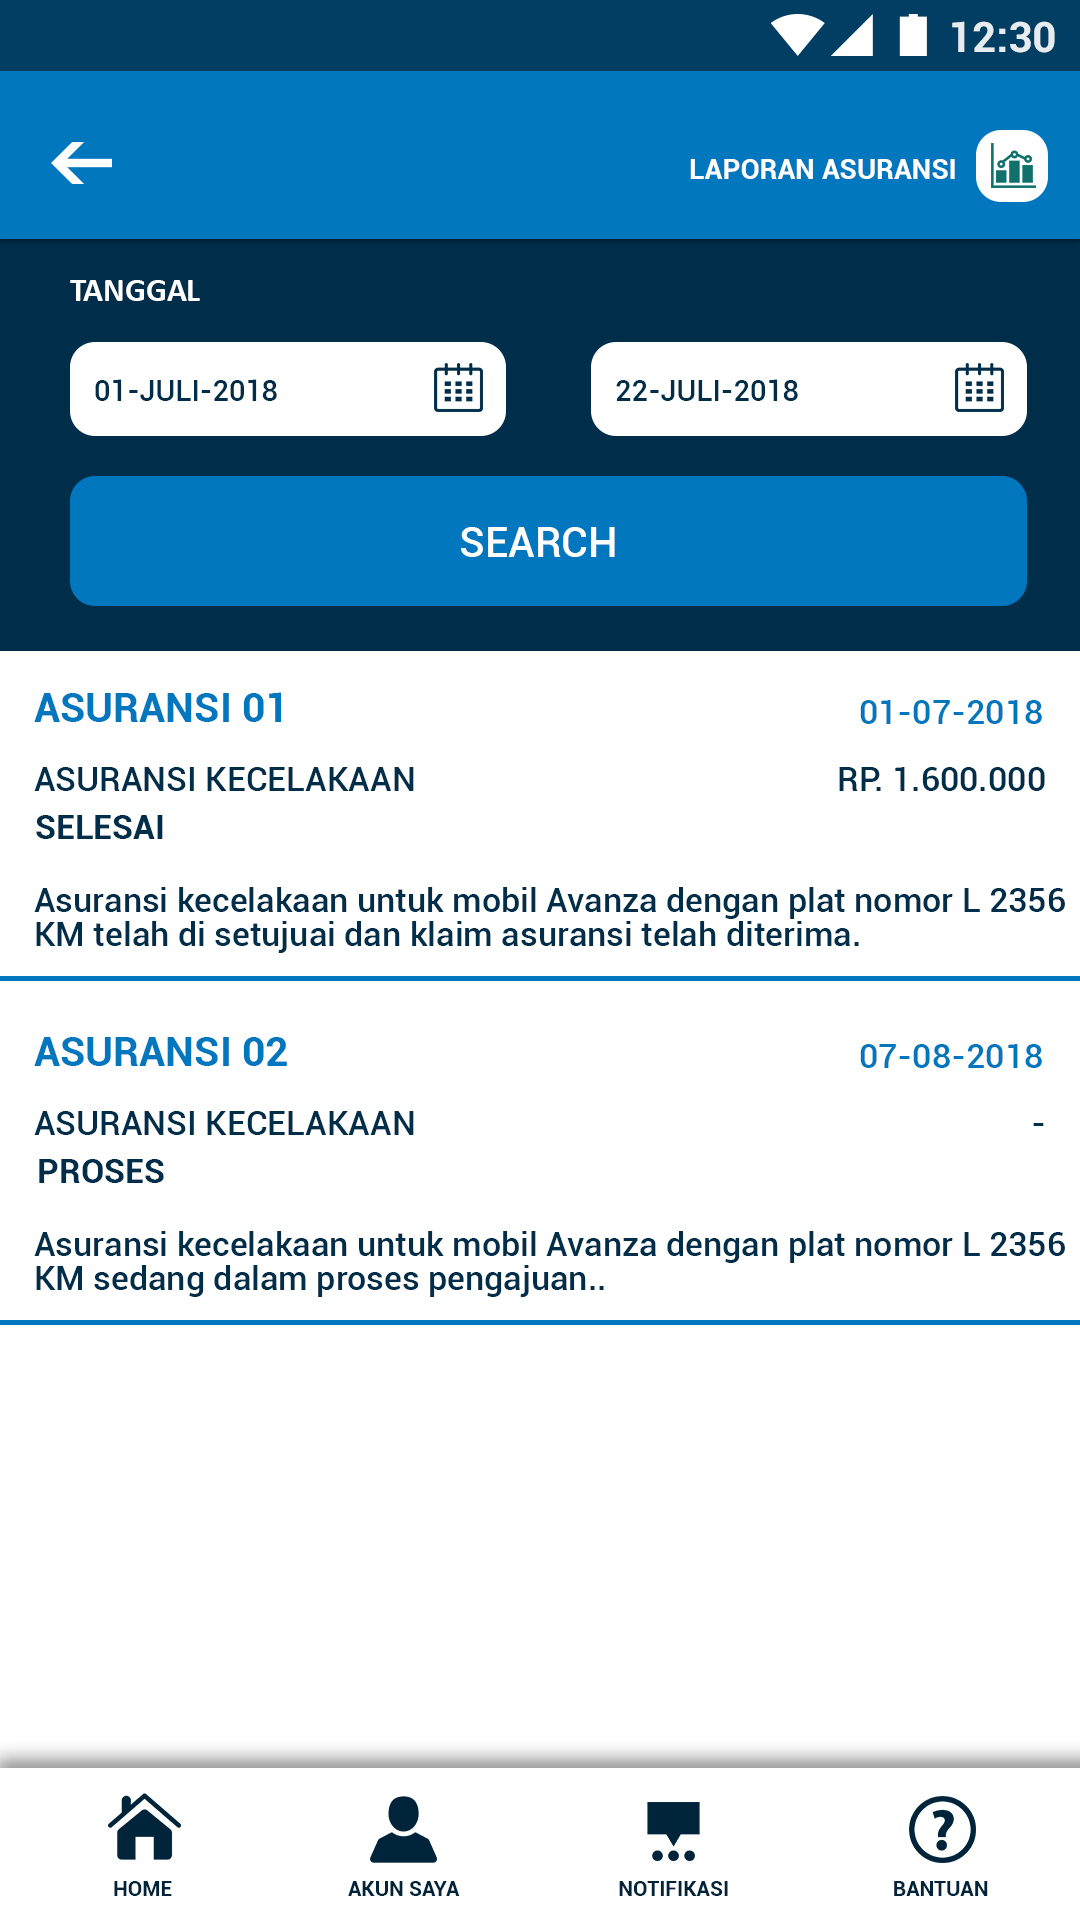 12:30
LAPORAN ASURANSI
TANGGAL
01-JULI-2018
22-JULI-2018
SEARCH
ASURANSI 01
01-07-2018
ASURANSI KECELAKAAN
RP. 1.600.000
SELESAI
Asuransi kecelakaan untuk mobil Avanza dengan plat nomor L 2356
KM telah di setujuai dan klaim asuransi telah diterima.
ASURANSI 02
07-08-2018
ASURANSI KECELAKAAN
-
PROSES
Asuransi kecelakaan untuk mobil Avanza dengan plat nomor L 2356
KM sedang dalam proses pengajuan..
HOME
AKUN SAYA
NOTIFIKASI
BANTUAN